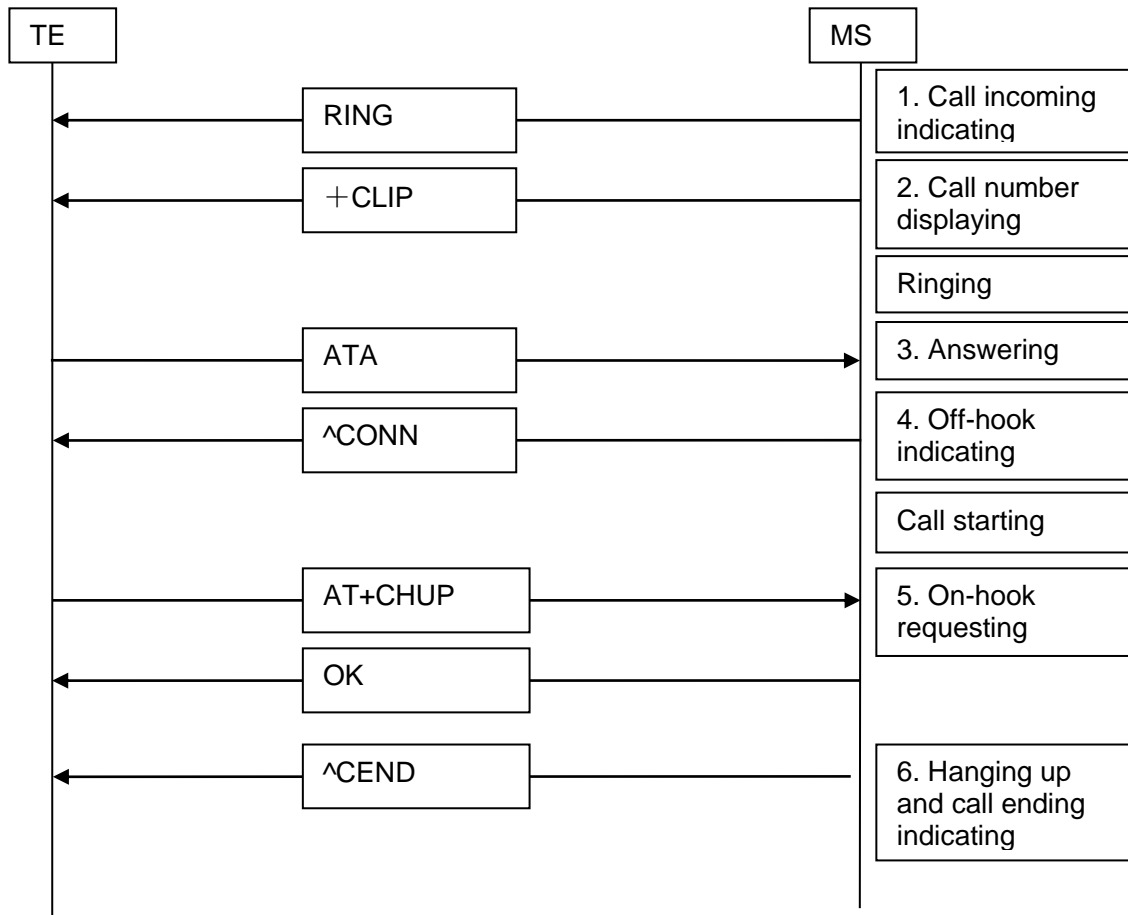 TE
MS
RING
1. Call incoming
indicating
＋CLIP
2. Call number
displaying
Ringing
ATA
3. Answering
^CONN
4. Off-hook
indicating
Call starting
AT+CHUP
5. On-hook
requesting
OK
^CEND
6. Hanging up
and call ending
indicating